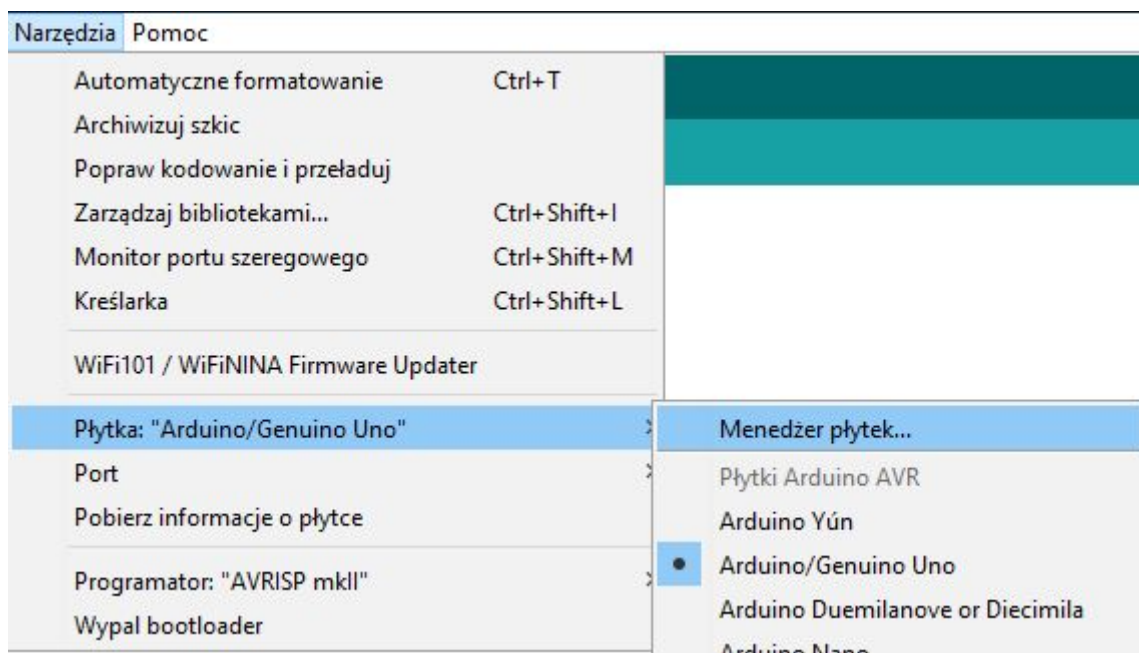 Narzędzia Pomoc
Automatyczne formatowanie Ctrl+T
Archiwizuj szkic
Popraw kodowanie i przeładuj
Zarządzaj bibliotekami... Ctrl+Shift+I
Monitor portu szeregowego Ctrl+Shift+M
Kreślarka Ctrl+Shift+L
WiFi101 / WiFiNINA Firmware Updater
Płytka: "Arduino/Genuino Uno"
Port
Pobierz informacje o płytce
Programator: "AVRISP mkII"
Wypal bootloader
Menedżer płytek...
Płytki Arduino AVR
Arduino Yún
Arduino/Genuino Uno
Arduino Duemilanove or Diecimila
Arduino Nano